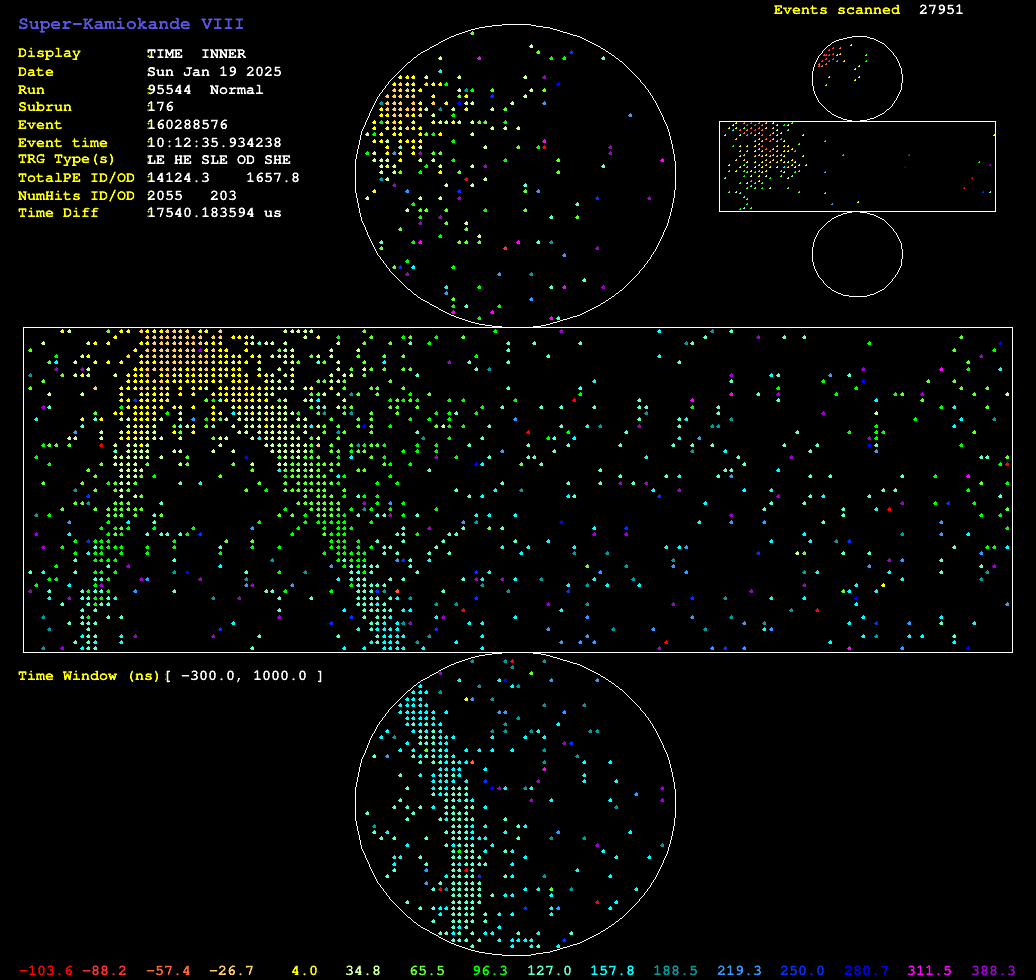 Events scanned 27951
Super-Kamiokande VIII
Display TIME INNER
Date Sun Jan 19 2025
Run 95544 Normal
Subrun 176
Event 160288576
Event time 10:12:35.934238
TRG Type(s) LE HE SLE OD SHE
TotalPE ID/OD 14124.3 1657.8
NumHits ID/OD 2055 203
Time Diff 17540.183594 us
Time Window (ns)[ -300.0, 1000.0 ]
-103.6 -88.2 -57.4 -26.7 4.0 34.8 65.5 96.3 127.0 157.8 188.5 219.3 250.0 280.7 311.5 388.3